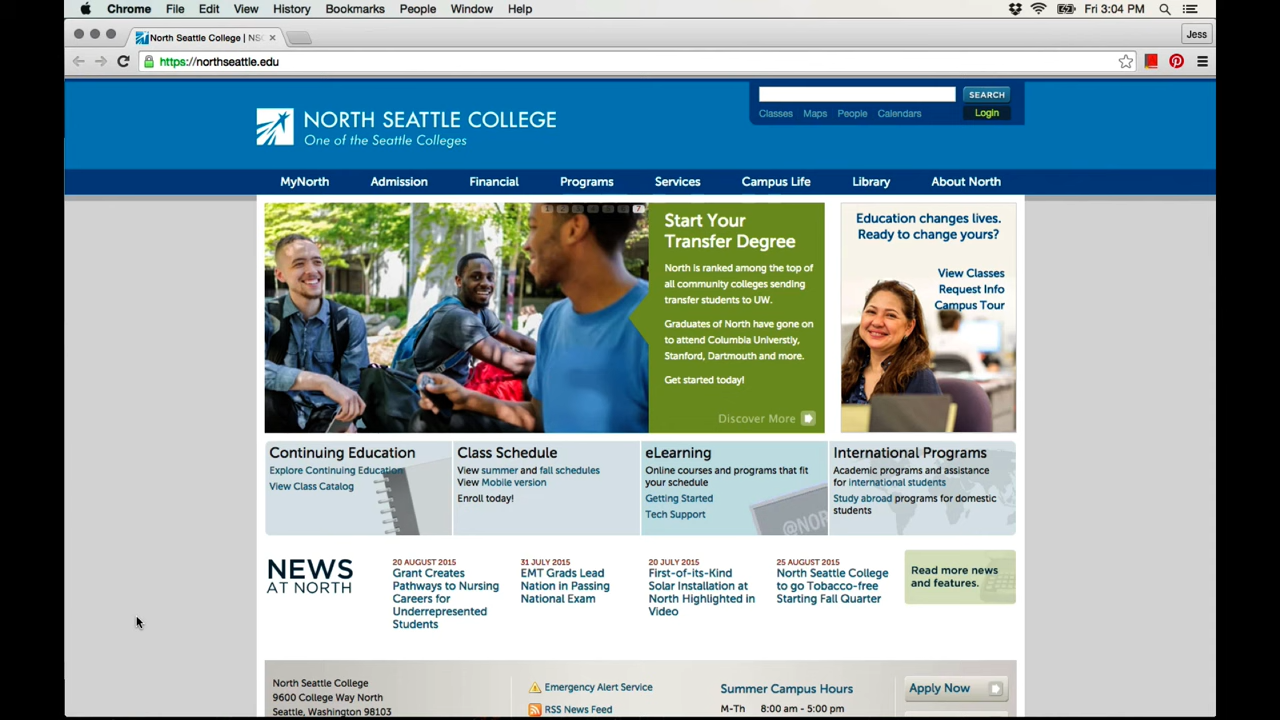 Chrome File Edit View History Bookmarks People Window Help Fri 3:04 PM
North Seattle College | NSC
Jess
https://northseattle.edu
NORTH SEATTLE COLLEGE
One of the Seattle Colleges
SEARCH
Classes Maps People Calendars Login
MyNorth Admission Financial Programs Services Campus Life Library About North
1 2 3 4 5 6 7
Start Your
Transfer Degree
North is ranked among the top of
all community colleges sending
transfer students to UW.
Graduates of North have gone on
to attend Columbia Universtiy,
Stanford, Dartmouth and more.
Get started today!
Discover More
Education changes lives.
Ready to change yours?
View Classes
Request Info
Campus Tour
Continuing Education
Explore Continuing Education
View Class Catalog
Class Schedule
View summer and fall schedules
View Mobile version
Enroll today!
eLearning
Online courses and programs that fit
your schedule
Getting Started
Tech Support
@NOR
International Programs
Academic programs and assistance
for international students
Study abroad programs for domestic
students
NEWS
AT NORTH
20 AUGUST 2015
Grant Creates
Pathways to Nursing
Careers for
Underrepresented
Students
31 JULY 2015
EMT Grads Lead
Nation in Passing
National Exam
20 JULY 2015
First-of-its-Kind
Solar Installation at
North Highlighted in
Video
25 AUGUST 2015
North Seattle College
to go Tobacco-free
Starting Fall Quarter
Read more news
and features.
North Seattle College
9600 College Way North
Seattle, Washington 98103
Emergency Alert Service
RSS News Feed
Summer Campus Hours
M-Th 8:00 am - 5:00 pm
Apply Now